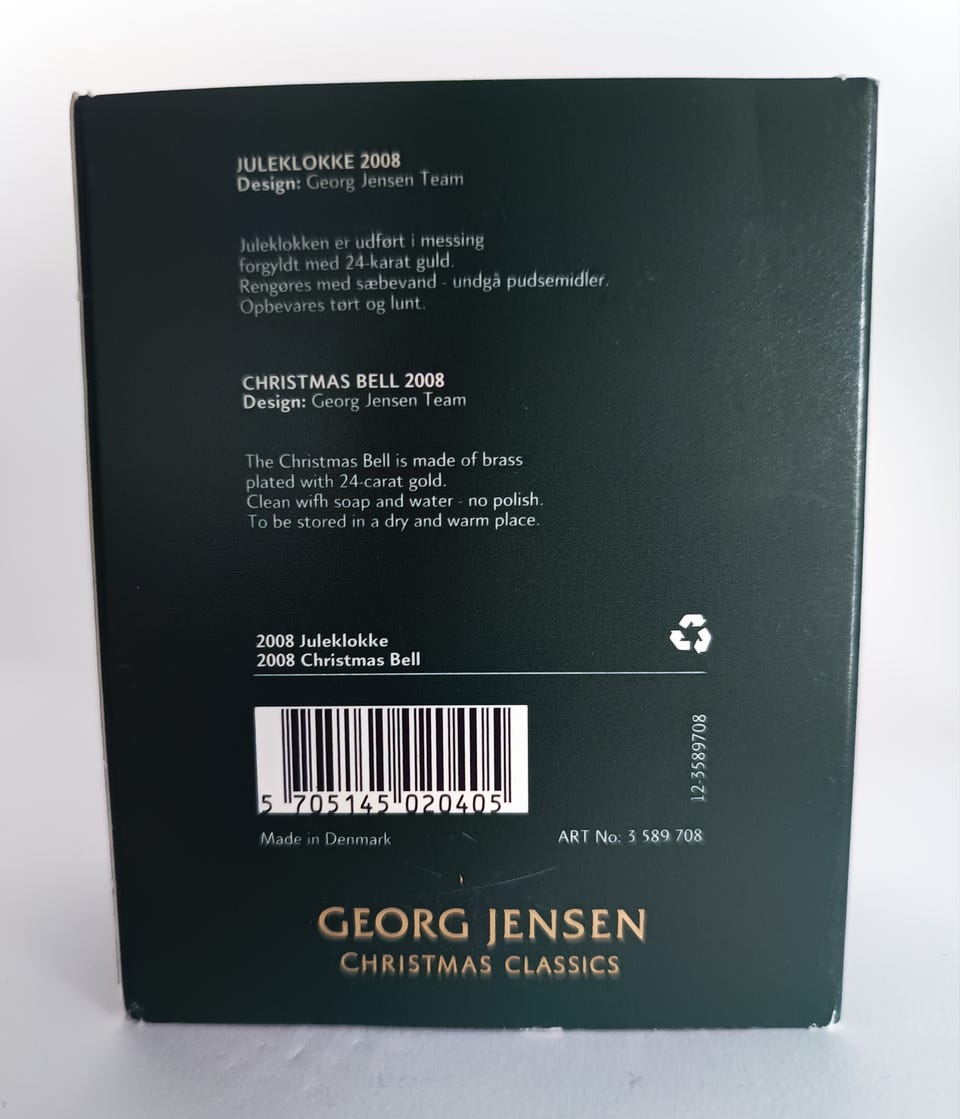 JULEKLOKKE 2008
Design: Georg Jensen Team
Juleklokken er udført i messing
forgyldt med 24-karat guld.
Rengøres med sæbevand - undgå pudsemidler.
Opbevares tørt og lunt.
CHRISTMAS BELL 2008
Design: Georg Jensen Team
The Christmas Bell is made of brass
plated with 24-carat gold.
Clean wifh soap and water - no polish.
To be stored in a dry and warm place.
2008 Juleklokke
2008 Christmas Bell
5 705145 020405
12-3589708
Made in Denmark
ART No: 3 589 708
GEORG JENSEN
CHRISTMAS CLASSICS